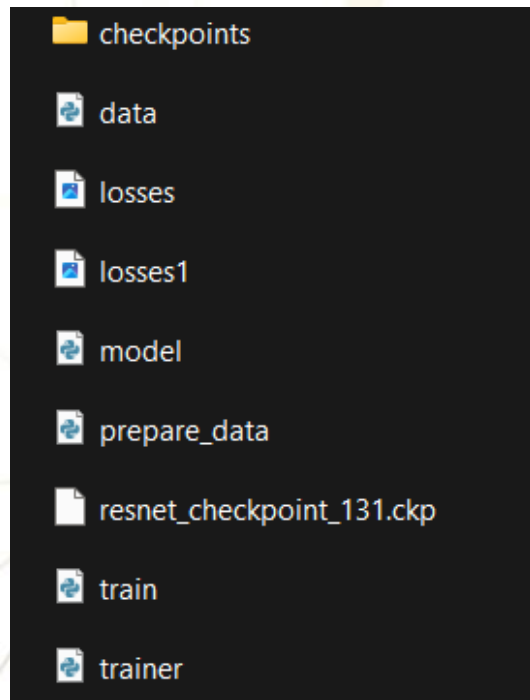 checkpoints
data
losses
losses1
model
prepare_data
resnet_checkpoint_131.ckp
train
trainer